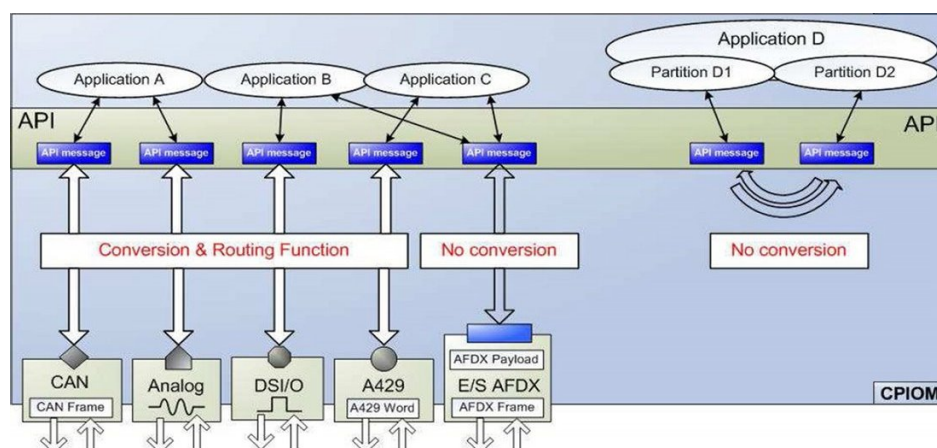 Application D
Application A
Application B
Application C
Partition D1
Partition D2
API
API
API message
API message
API message
API message
API message
API message
API message
Conversion & Routing Function
No conversion
No conversion
CAN
CAN Frame
Analog
DSI/O
A429
A429 Word
AFDX Payload
E/S AFDX
AFDX Frame
CPIOM